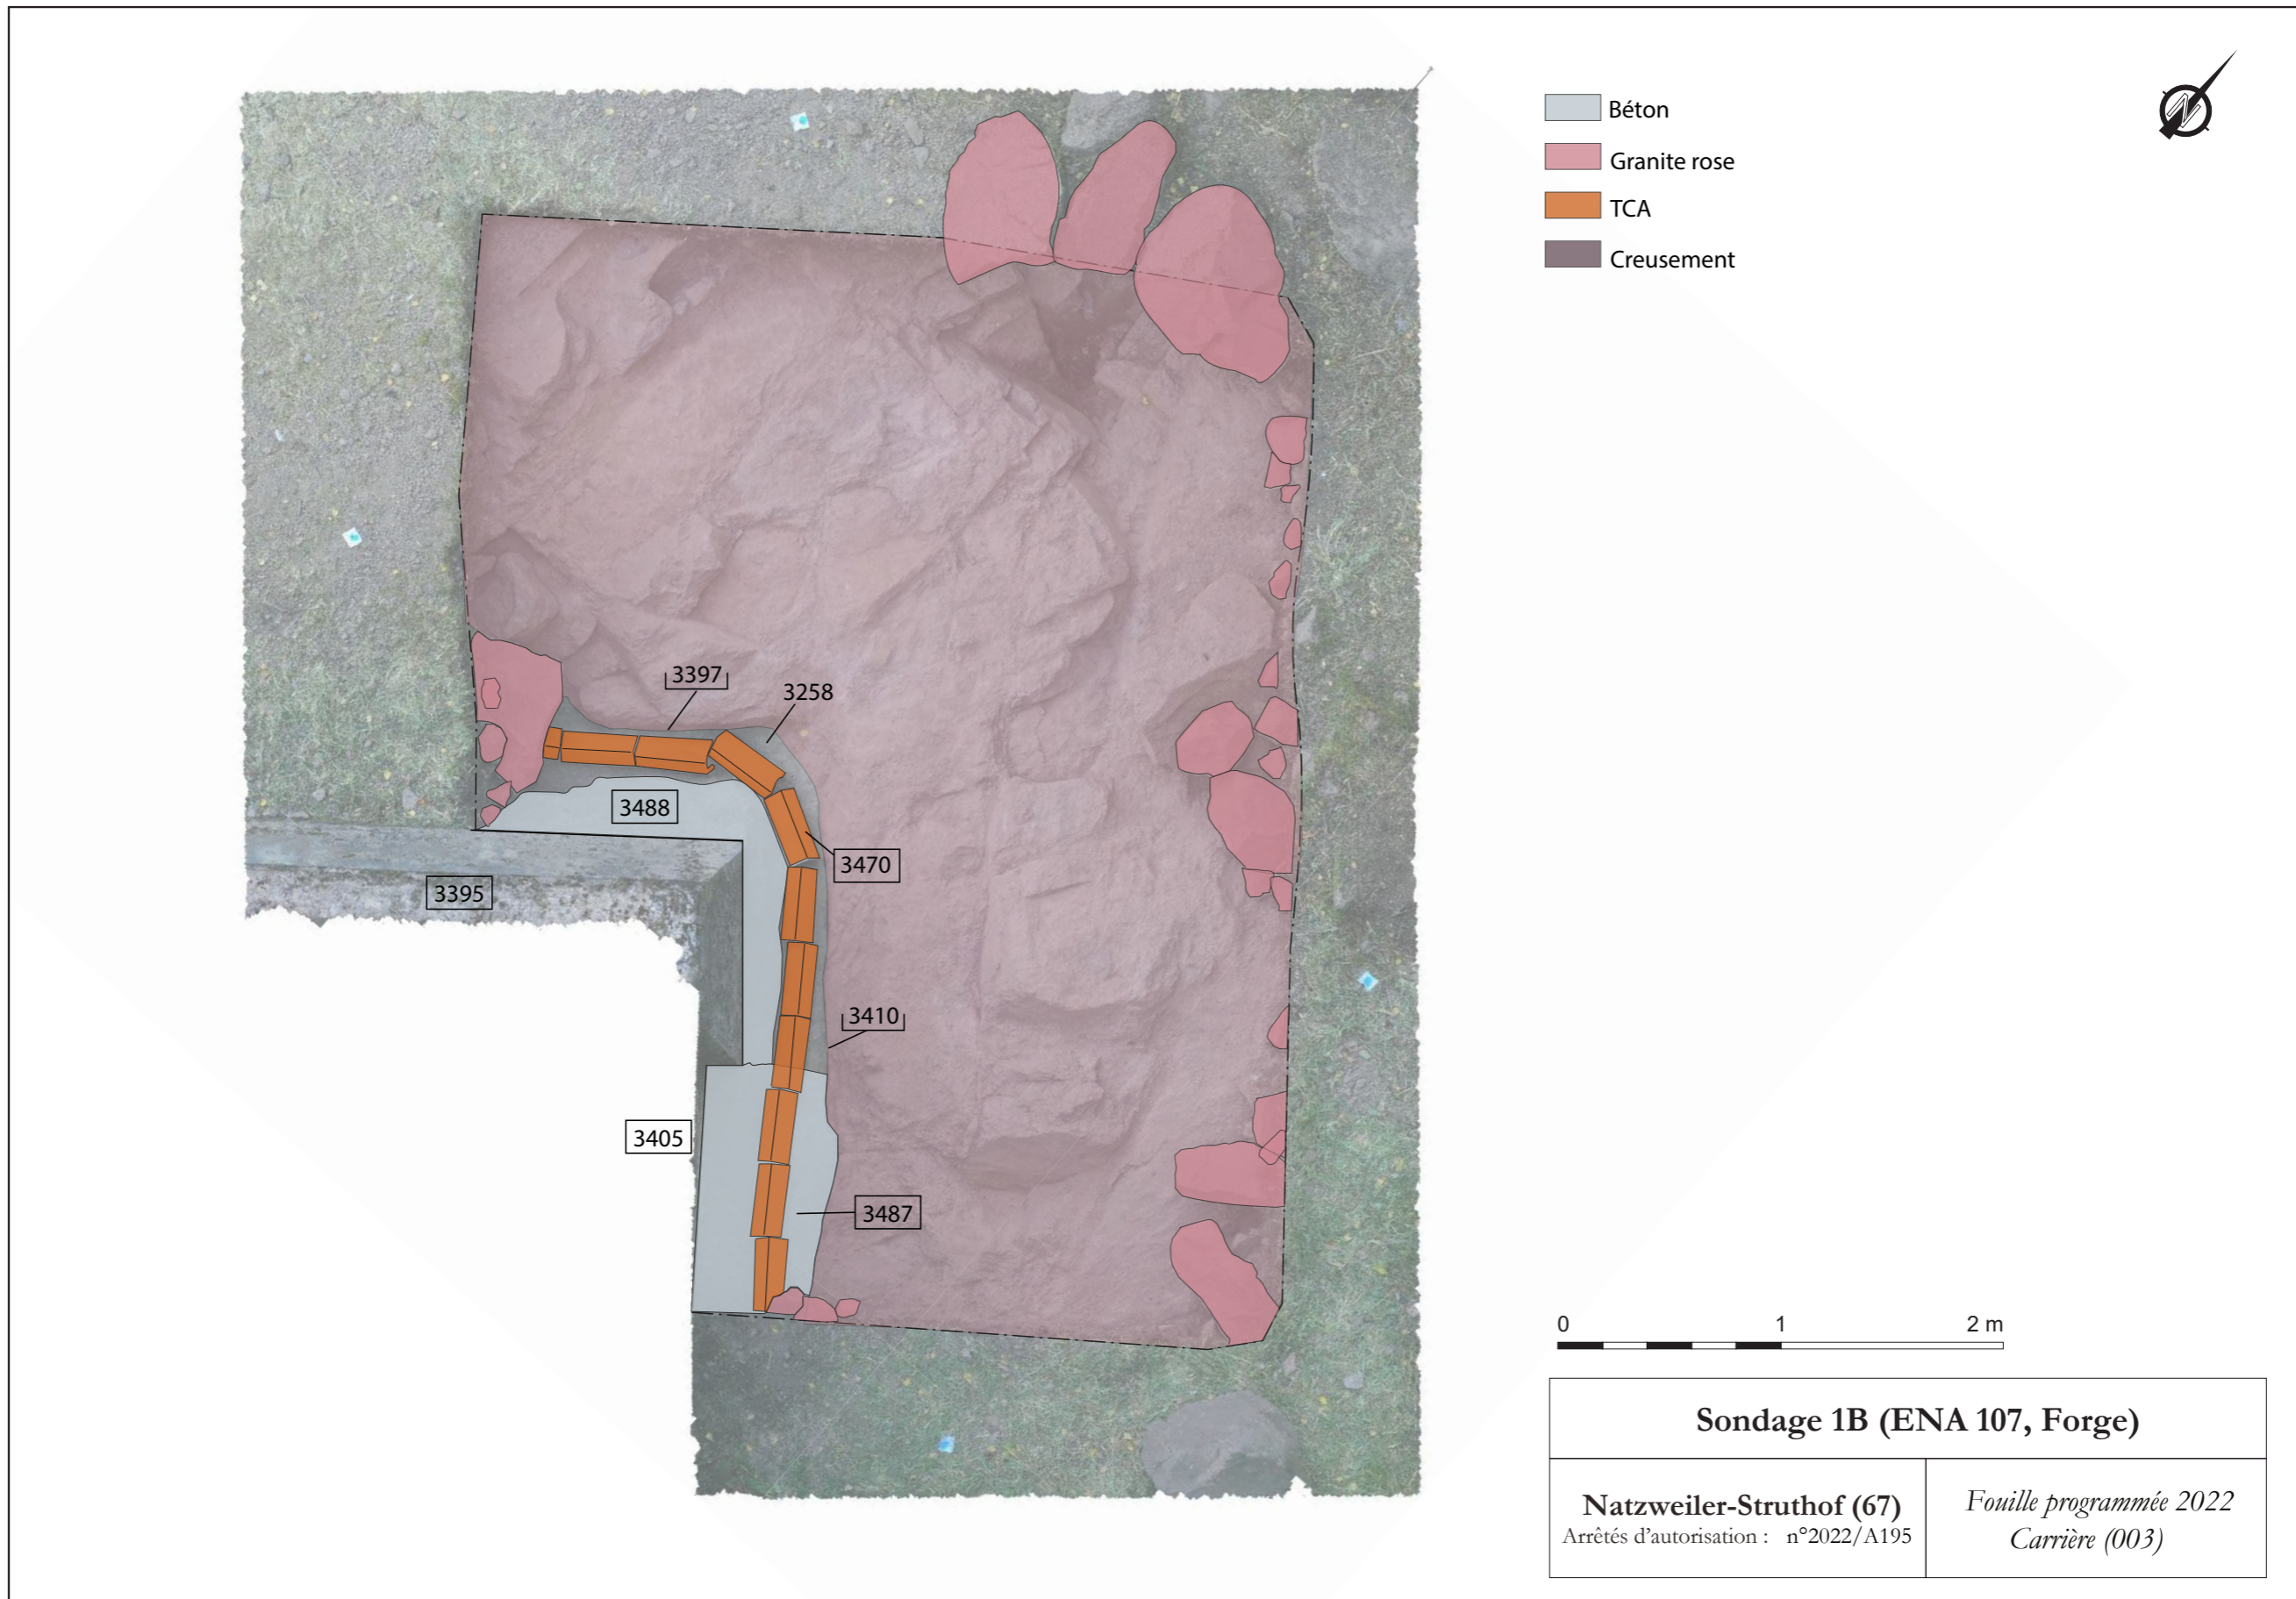 Béton
Granite rose
TCA
Creusement
N
3397
3258
3488
3470
3395
3410
3405
3487
0 1 2 m
Sondage 1B (ENA 107, Forge)
Natzweiler-Struthof (67)
Arrêtés d'autorisation : n°2022/A195
Fouille programmée 2022
Carrière (003)